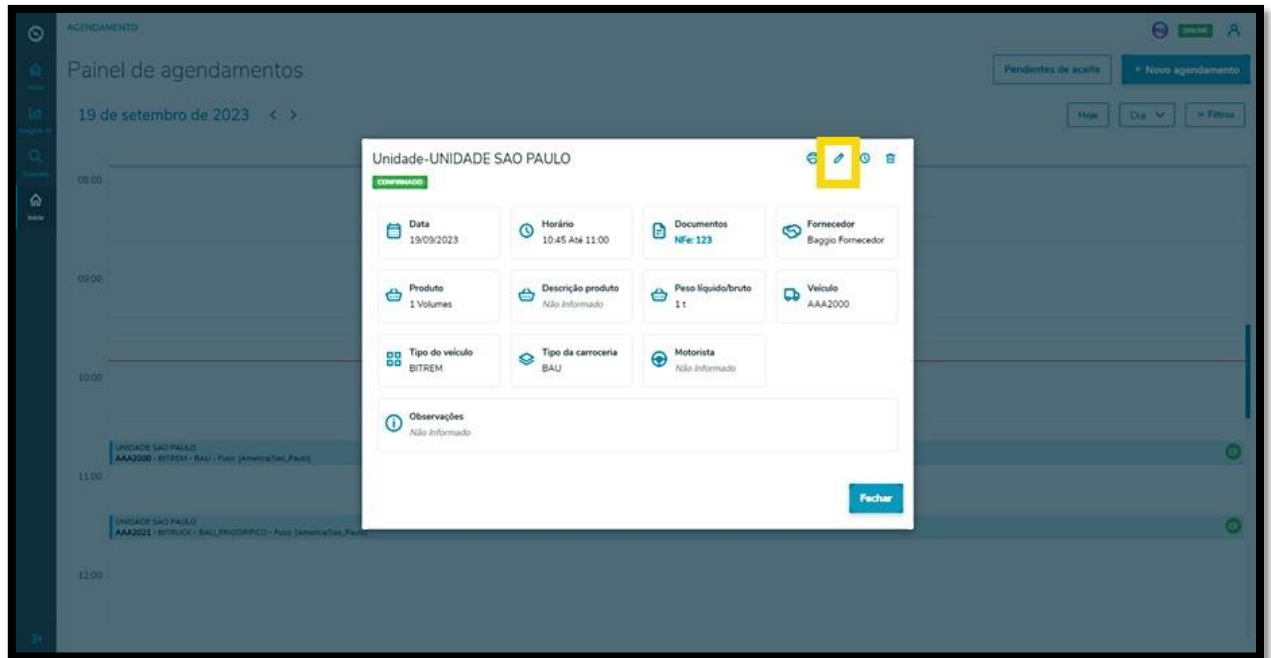 AGENDAMENTO
ONLINE
Painel de agendamentos
Pendentes de aceite
+ Novo agendamento
19 de setembro de 2023
Hoje
Dia
Filtros
Unidade-UNIDADE SAO PAULO
CONFIRMADO
Data
19/09/2023
Horário
10:45 Até 11:00
Documentos
NFe: 123
Fornecedor
Baggio Fornecedor
Produto
1 Volumes
Descrição produto
Não Informado
Peso líquido/bruto
1 t
Veículo
AAA2000
Tipo do veículo
BITREM
Tipo da carroceria
BAU
Motorista
Não Informado
Observações
Não Informado
Fechar
Início
08:00
09:00
10:00
UNIDADE SAO PAULO
AAA2000 - BITREM - BAU - Fuso: [America/Sao_Paulo]
11:00
UNIDADE SAO PAULO
AAA2021 - BITRUCK - BAU_FRIGORIFICO - Fuso: [America/Sao_Paulo]
12:00